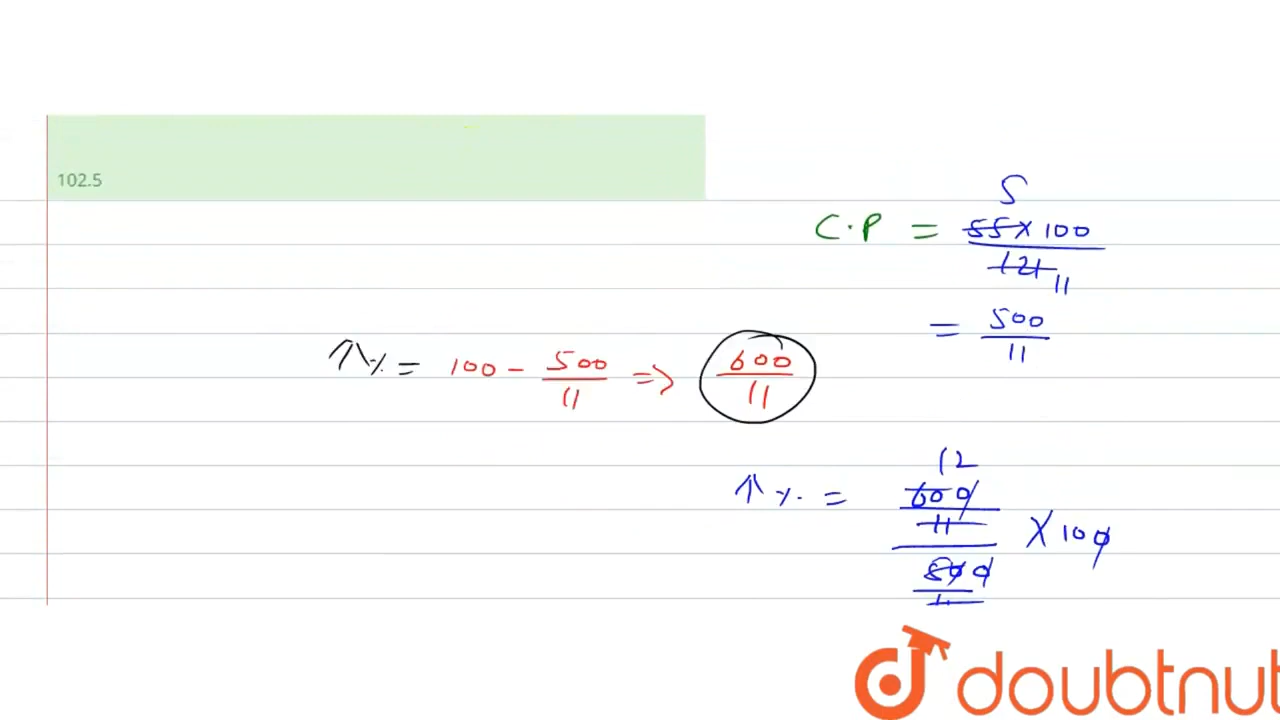 102.5
5
C.P = 55 x 100
121 11
= 500
11
↑% = 100 - 500/11 => 600/11
12
↑% = 600/11 / 500/11 x 100
doubtnut